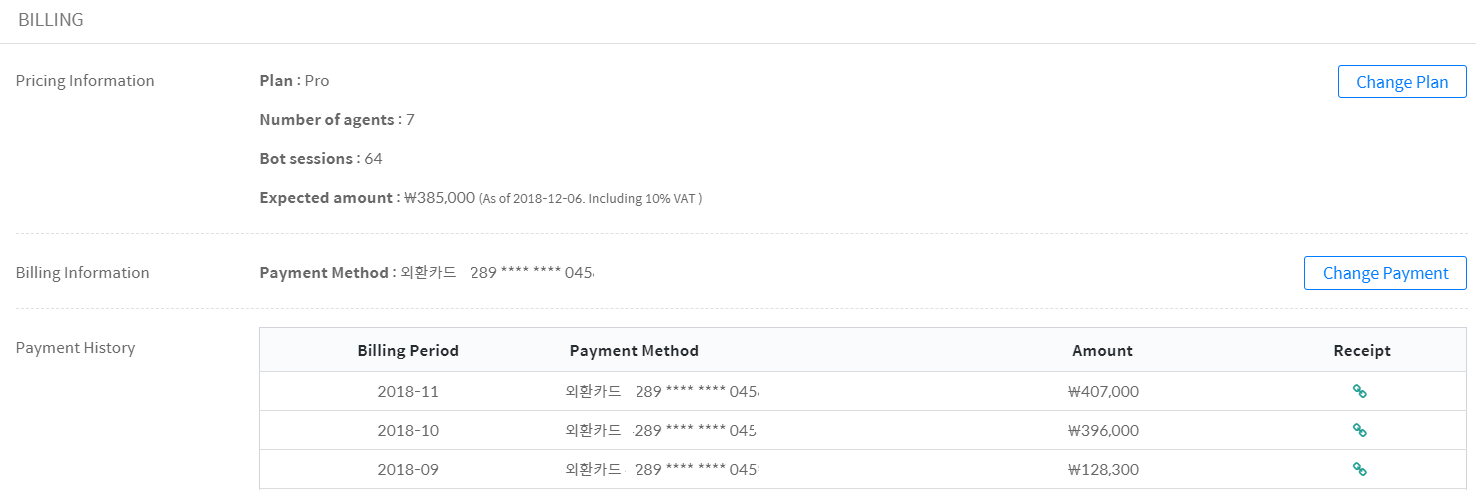 BILLING
Pricing Information
Plan : Pro
Change Plan
Number of agents : 7
Bot sessions : 64
Expected amount : ₩385,000 (As of 2018-12-06. Including 10% VAT )
Billing Information
Payment Method : 외환카드 289 **** **** 045
Change Payment
Payment History
Billing Period Payment Method Amount Receipt
2018-11 외환카드 289 **** **** 045 ₩407,000
2018-10 외환카드 289 **** **** 045 ₩396,000
2018-09 외환카드 289 **** **** 045 ₩128,300